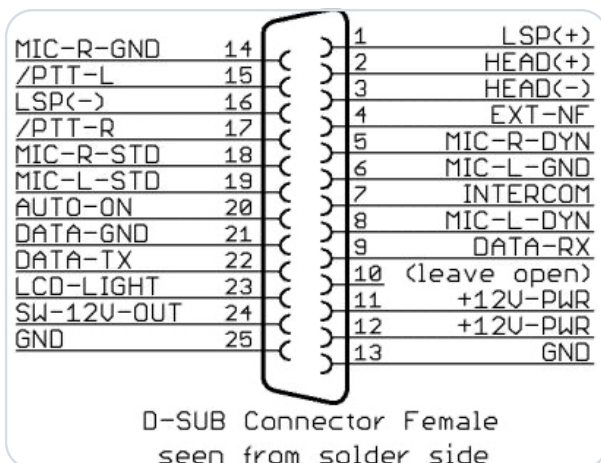 MIC-R-GND 14
/PTT-L 15
LSP(-) 16
/PTT-R 17
MIC-R-STD 18
MIC-L-STD 19
AUTO-ON 20
DATA-GND 21
DATA-TX 22
LCD-LIGHT 23
SW-12V-OUT 24
GND 25
1 LSP(+)
2 HEAD(+)
3 HEAD(-)
4 EXT-NF
5 MIC-R-DYN
6 MIC-L-GND
7 INTERCOM
8 MIC-L-DYN
9 DATA-RX
10 (leave open)
11 +12V-PWR
12 +12V-PWR
13 GND
D-SUB Connector Female
seen from solder side